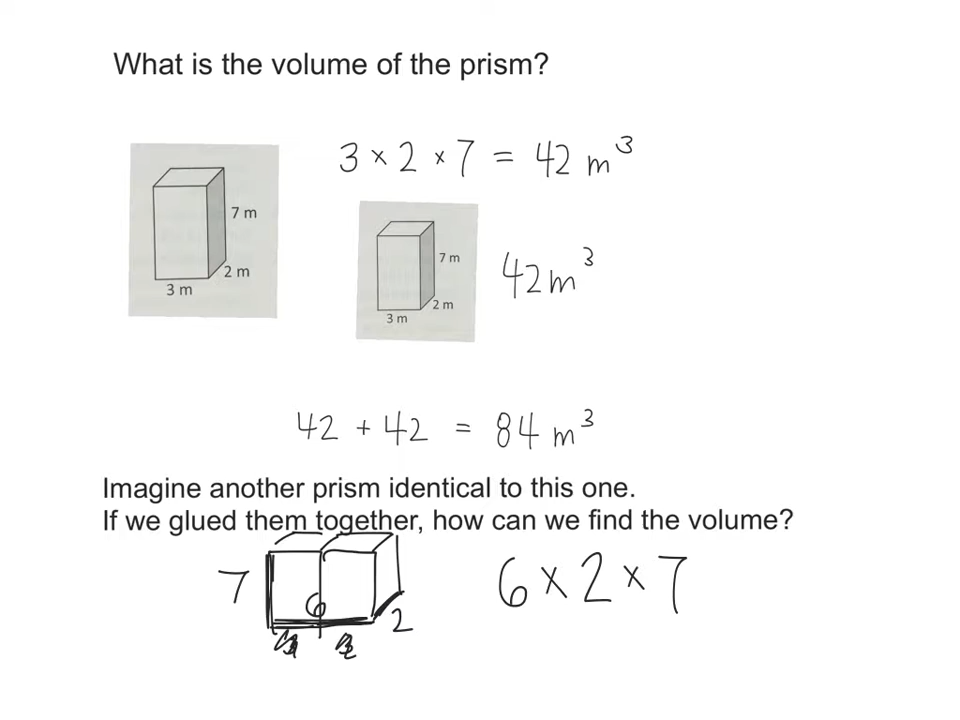 What is the volume of the prism?
3 × 2 × 7 = 42 m³
7 m
2 m
3 m
7 m
2 m
3 m
42 m³
42 + 42 = 84 m³
Imagine another prism identical to this one.
If we glued them together, how can we find the volume?
7
6
2
6 × 2 × 7